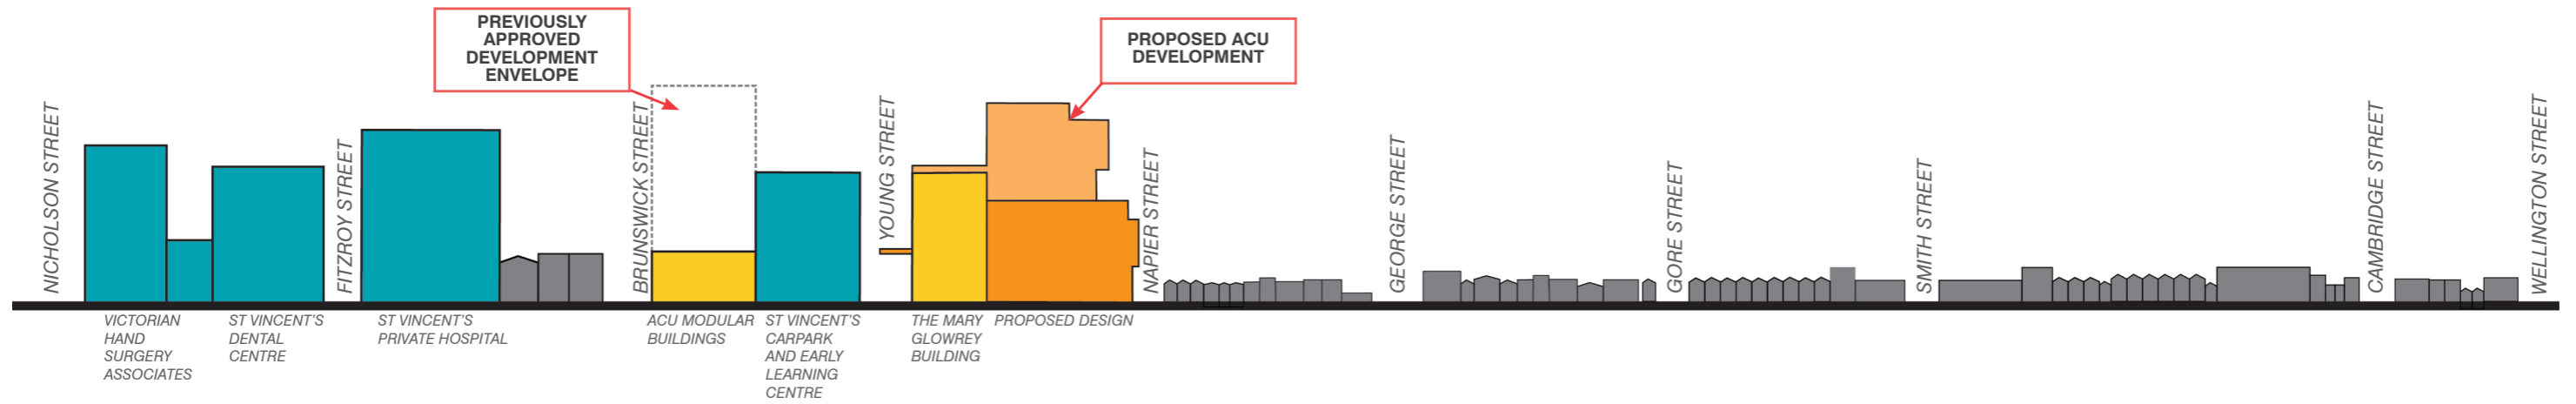 PREVIOUSLY
APPROVED
DEVELOPMENT
ENVELOPE
PROPOSED ACU
DEVELOPMENT
NICHOLSON STREET
FITZROY STREET
BRUNSWICK STREET
YOUNG STREET
NAPIER STREET
GEORGE STREET
GORE STREET
SMITH STREET
CAMBRIDGE STREET
WELLINGTON STREET
VICTORIAN
HAND
SURGERY
ASSOCIATES
ST VINCENT'S
DENTAL
CENTRE
ST VINCENT'S
PRIVATE HOSPITAL
ACU MODULAR
BUILDINGS
ST VINCENT'S
CARPARK
AND EARLY
LEARNING
CENTRE
THE MARY
GLOWREY
BUILDING
PROPOSED DESIGN